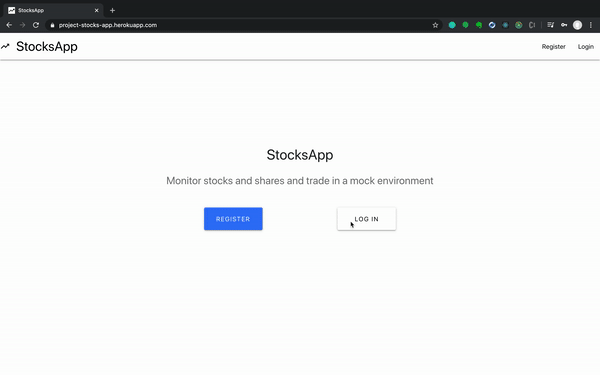 StocksApp
project-stocks-app.herokuapp.com
StocksApp
Register Login
StocksApp
Monitor stocks and shares and trade in a mock environment
REGISTER
LOG IN